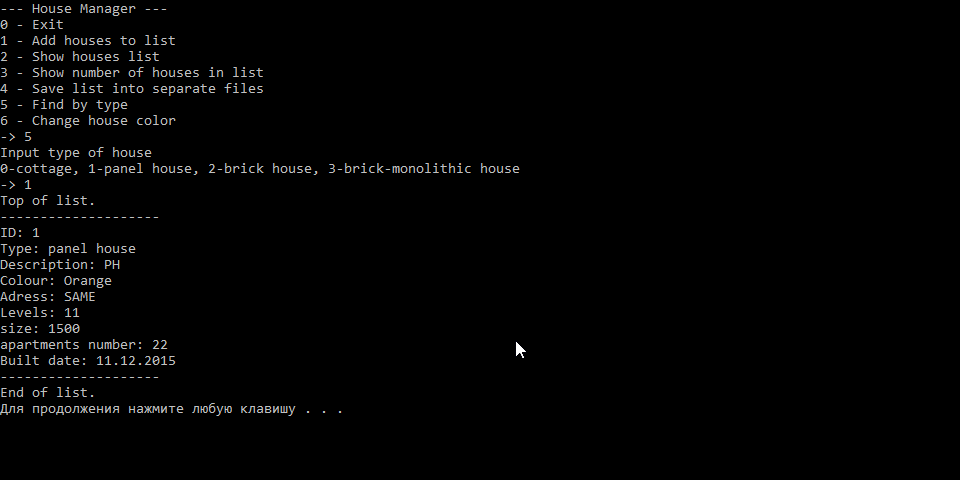 --- House Manager ---
0 - Exit
1 - Add houses to list
2 - Show houses list
3 - Show number of houses in list
4 - Save list into separate files
5 - Find by type
6 - Change house color
-> 5
Input type of house
0-cottage, 1-panel house, 2-brick house, 3-brick-monolithic house
-> 1
Top of list.
--------------------
ID: 1
Type: panel house
Description: PH
Colour: Orange
Adress: SAME
Levels: 11
size: 1500
apartments number: 22
Built date: 11.12.2015
--------------------
End of list.
Для продолжения нажмите любую клавишу . . .